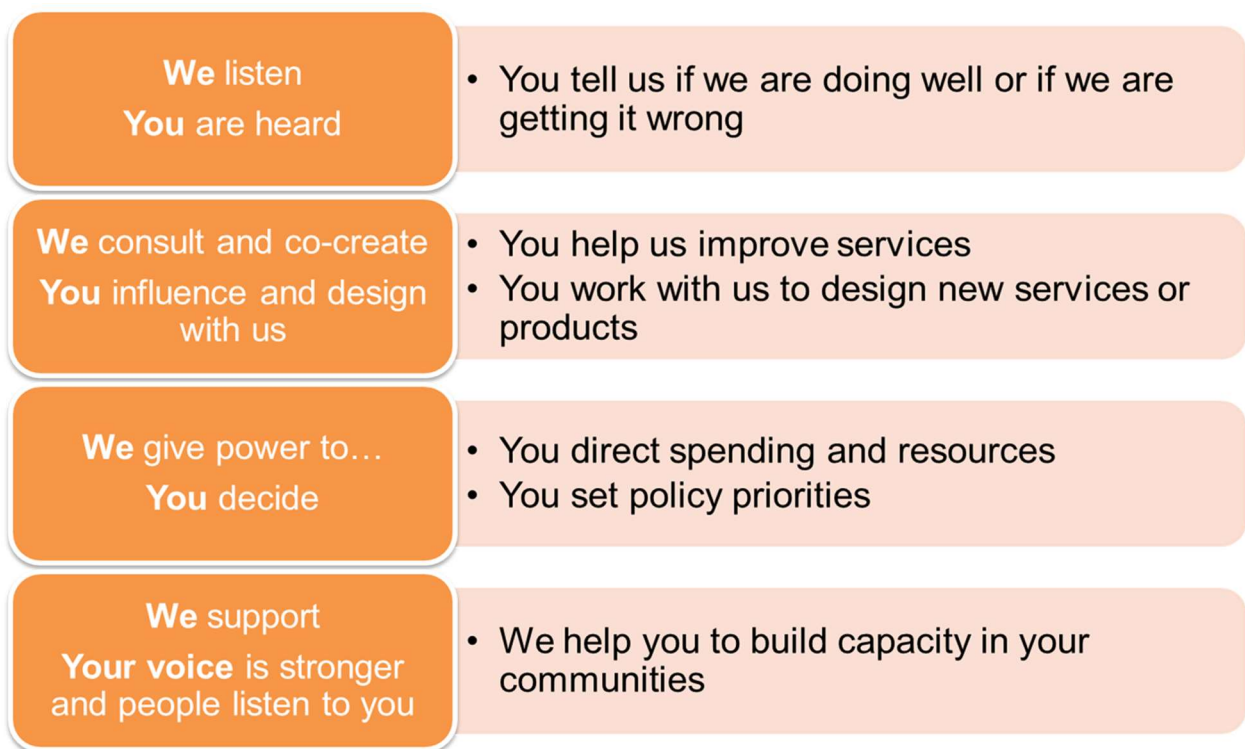 We listen
You are heard
• You tell us if we are doing well or if we are
getting it wrong
We consult and co-create
You influence and design
with us
• You help us improve services
• You work with us to design new services or
products
We give power to…
You decide
• You direct spending and resources
• You set policy priorities
We support
Your voice is stronger
and people listen to you
• We help you to build capacity in your
communities